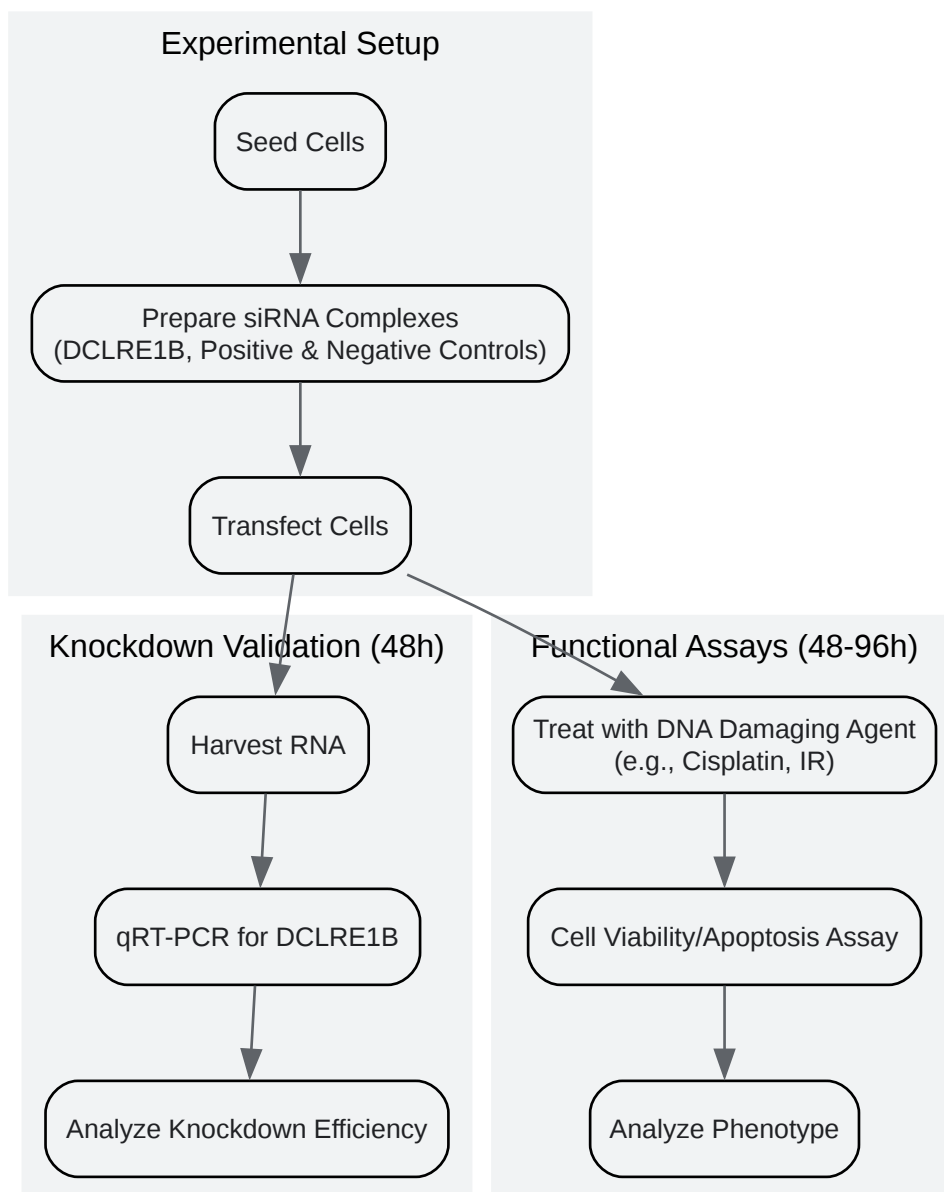 Experimental Setup
Seed Cells
Prepare siRNA Complexes
(DCLRE1B, Positive & Negative Controls)
Transfect Cells
Knockdown Validation (48h)
Harvest RNA
qRT-PCR for DCLRE1B
Analyze Knockdown Efficiency
Functional Assays (48-96h)
Treat with DNA Damaging Agent
(e.g., Cisplatin, IR)
Cell Viability/Apoptosis Assay
Analyze Phenotype